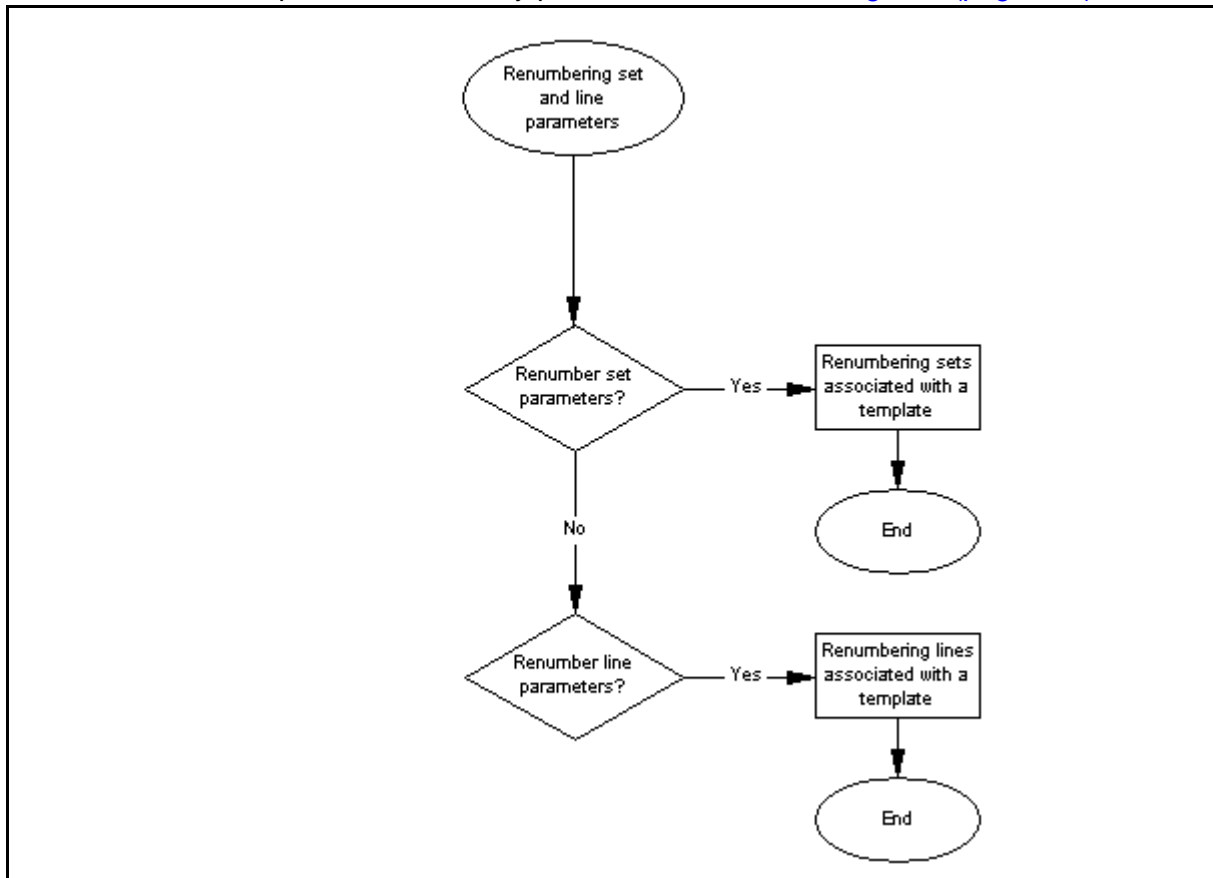 Renumbering set
and line
parameters
Renumber set
parameters?
Yes
Renumbering sets
associated with a
template
End
No
Renumber line
parameters?
Yes
Renumbering lines
associated with a
template
End